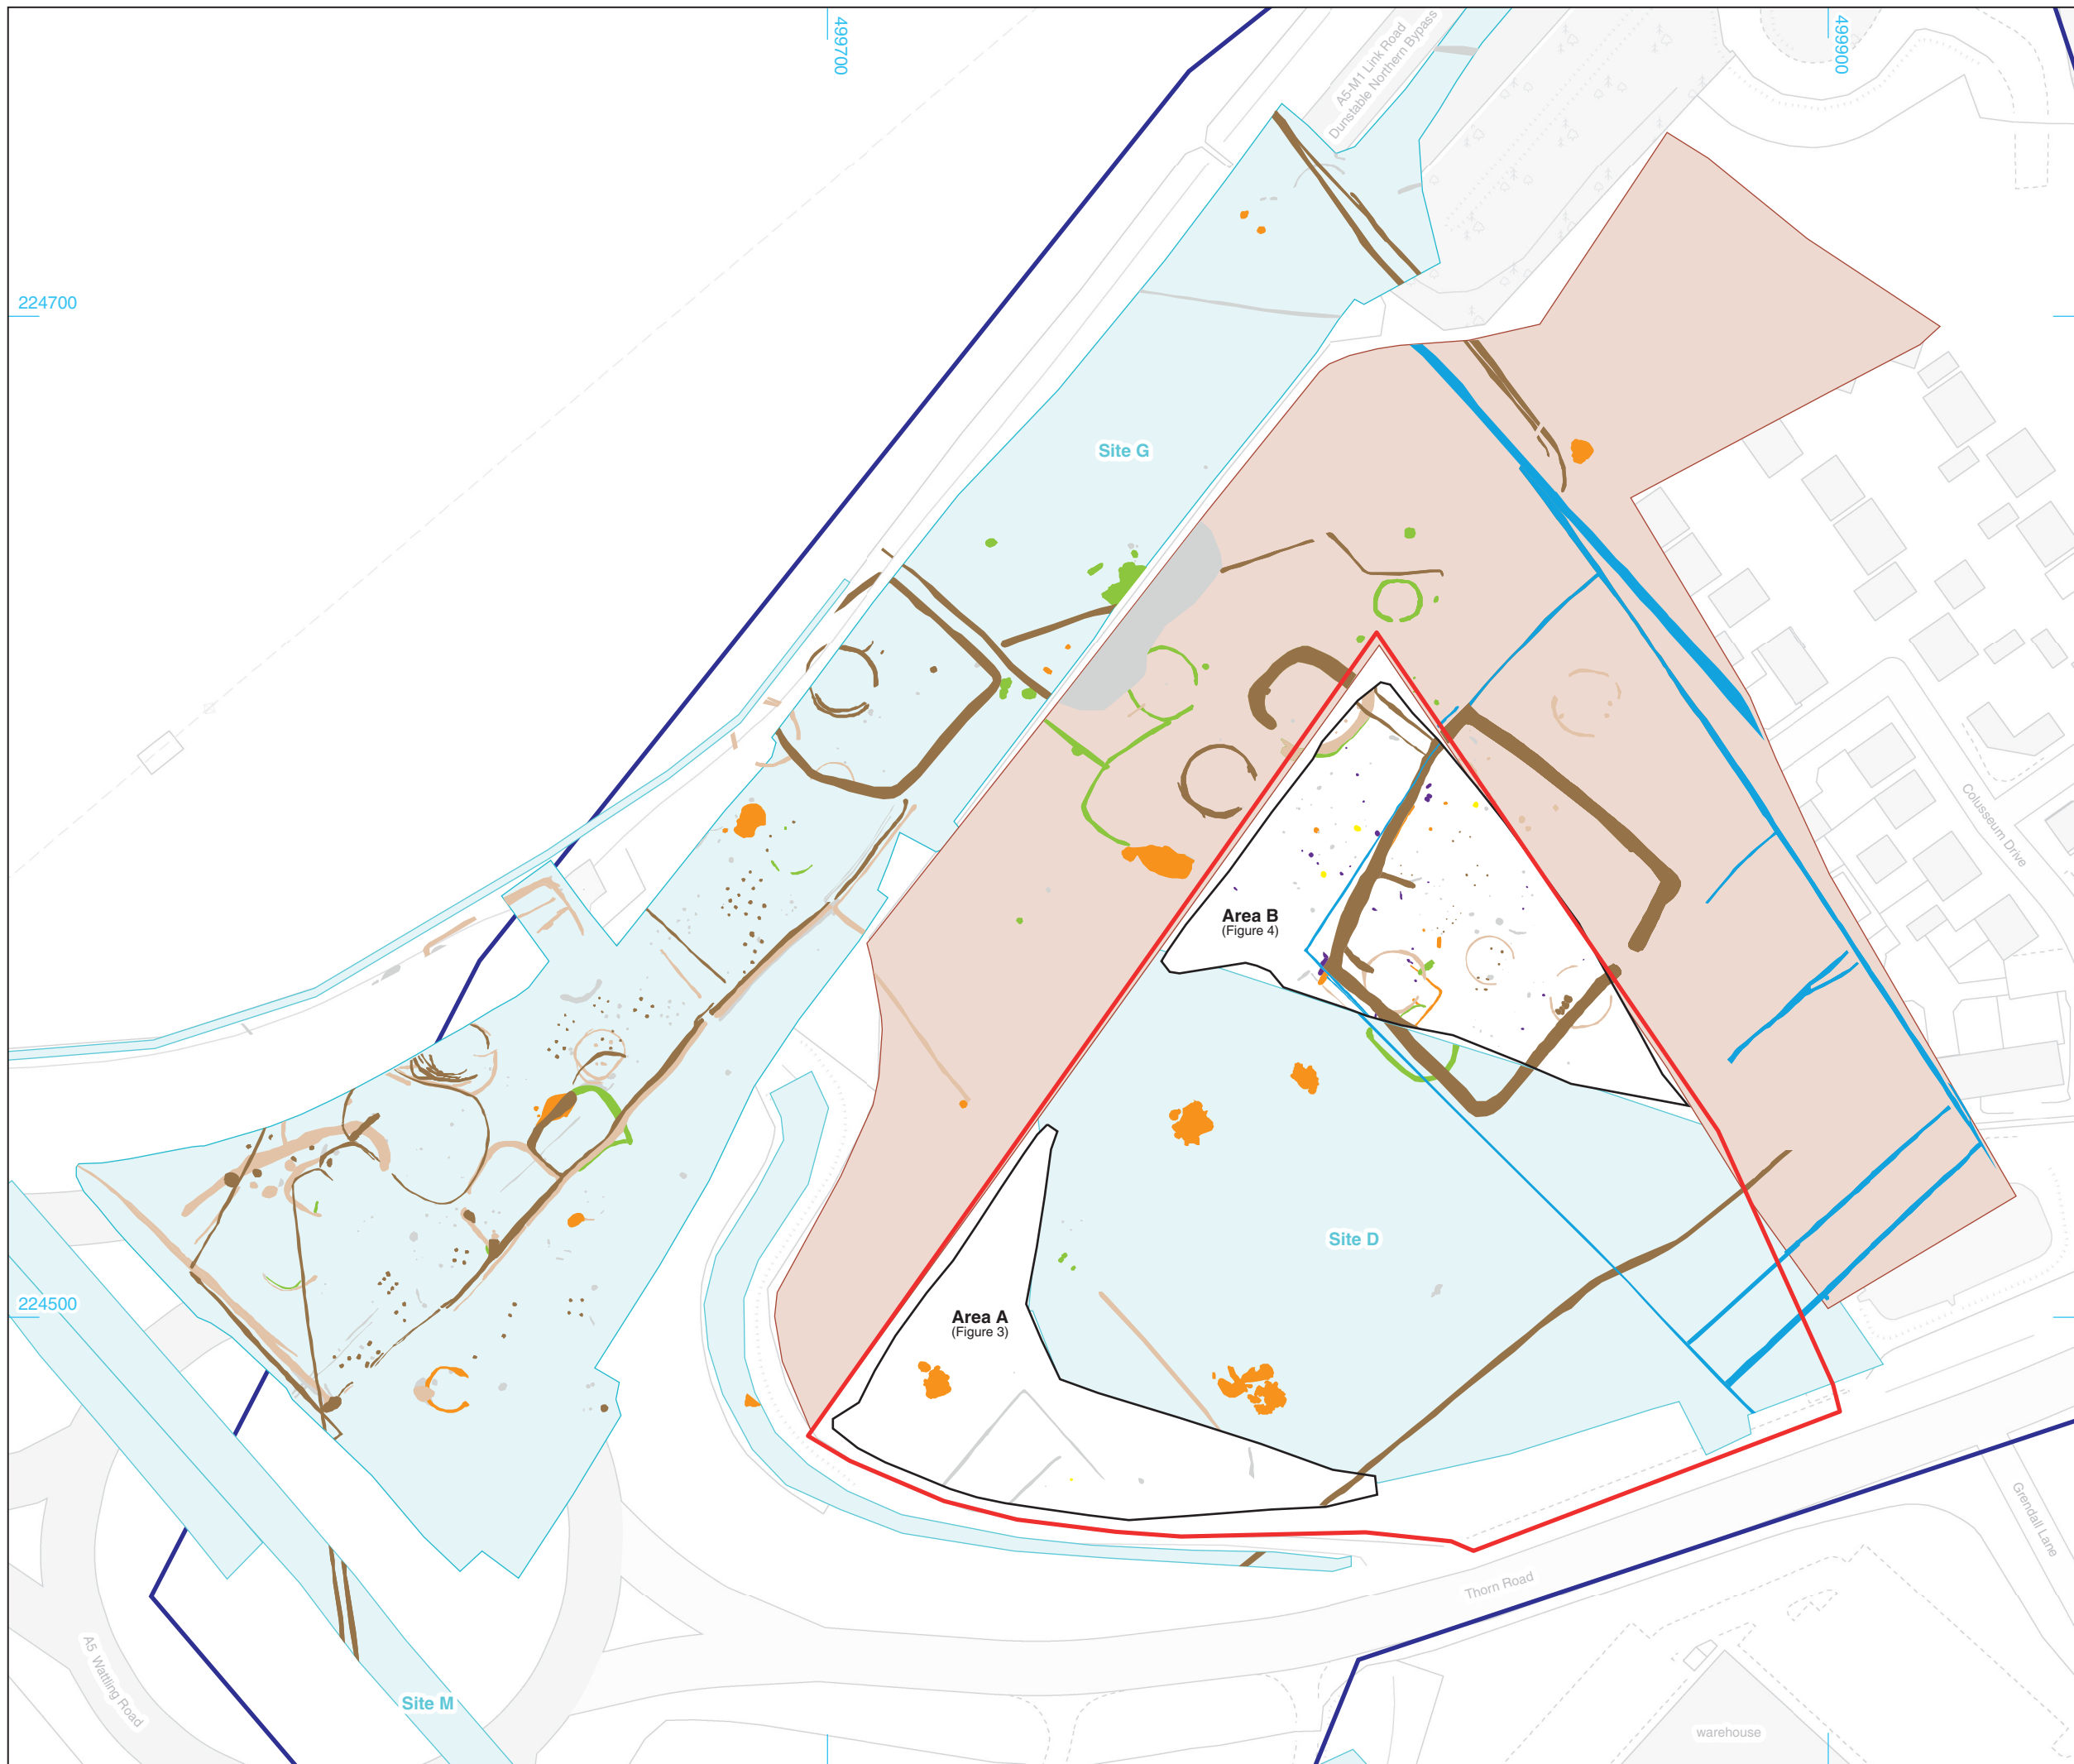 499700
499900
A5-M1 Link Road
Dunstable Northern Bypass
224700
Site G
Colusseum Drive
Area B
(Figure 4)
Site D
224500
Area A
(Figure 3)
Grendall Lane
Thorn Road
A5 Watling Road
Site M
warehouse